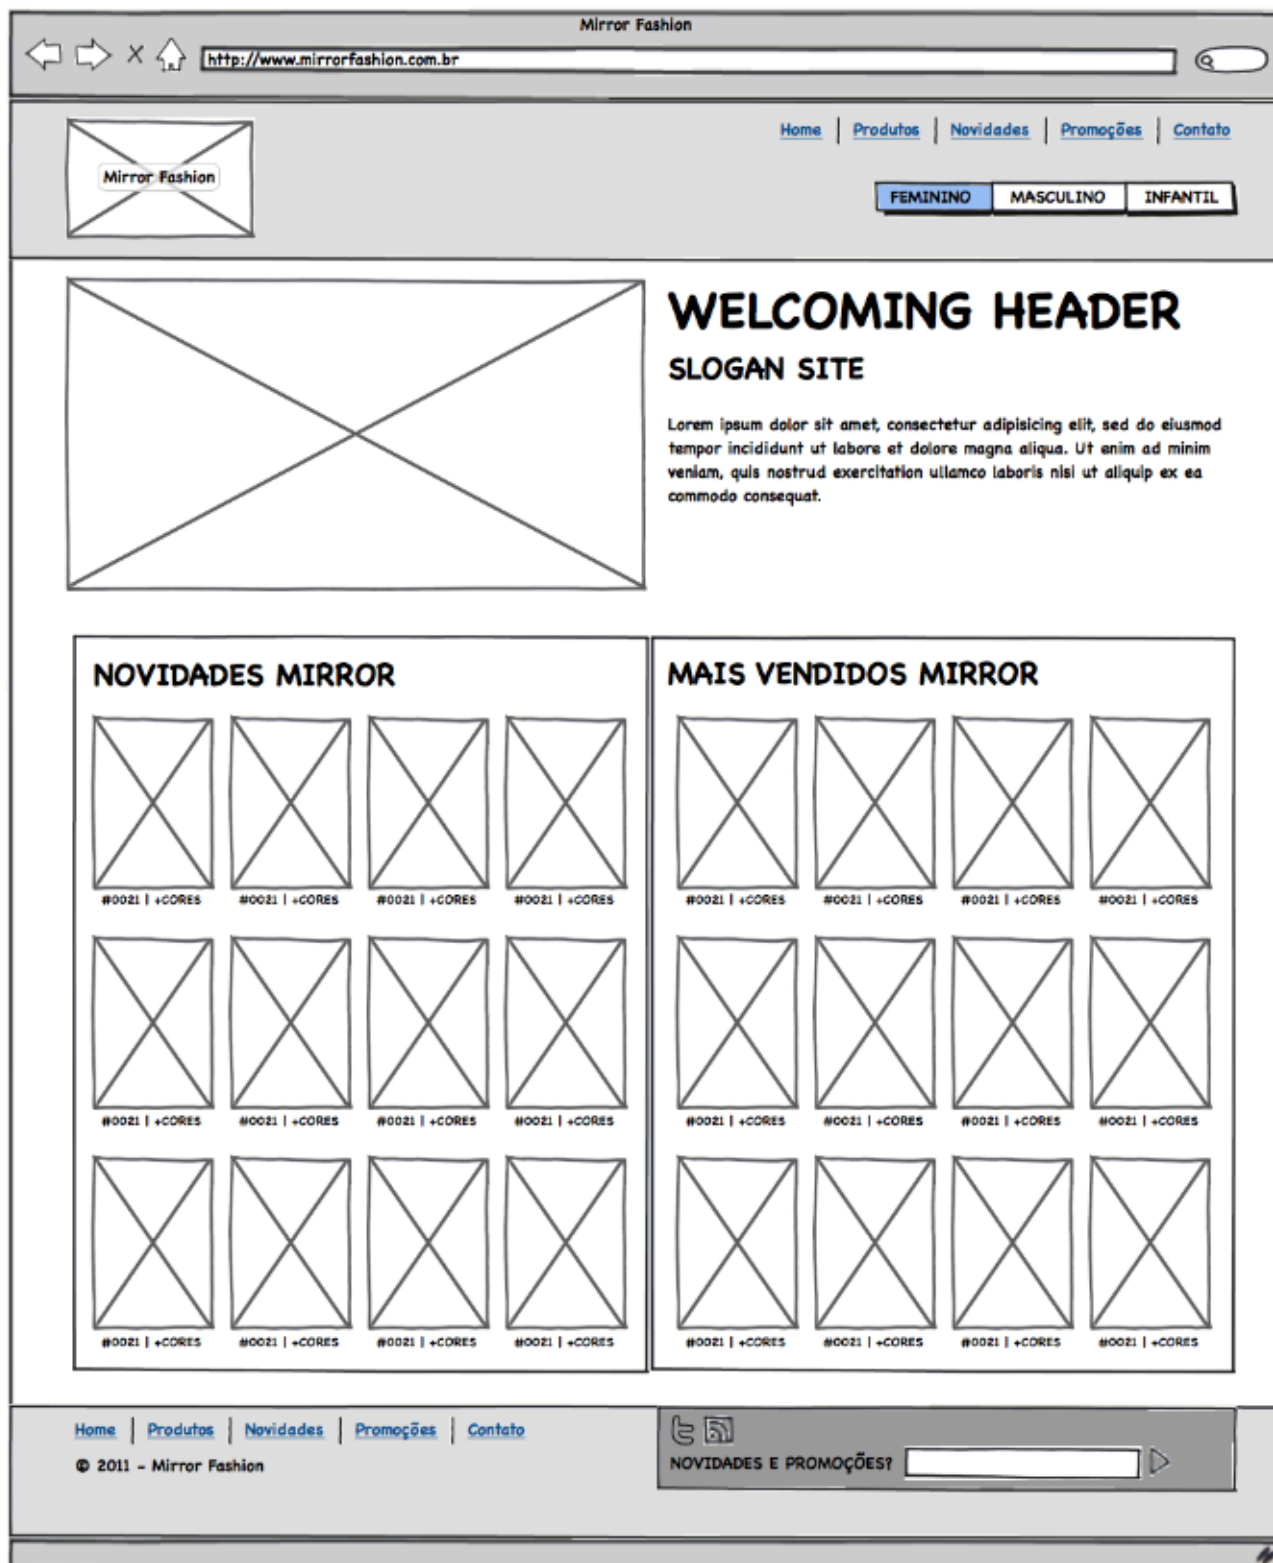 Mirror Fashion
http://www.mirrorfashion.com.br
Home | Produtos | Novidades | Promoções | Contato
Mirror Fashion
FEMININO MASCULINO INFANTIL
WELCOMING HEADER
SLOGAN SITE
Lorem ipsum dolor sit amet, consectetur adipisicing elit, sed do eiusmod
tempor incididunt ut labore et dolore magna aliqua. Ut enim ad minim
veniam, quis nostrud exercitation ullamco laboris nisi ut aliquip ex ea
commodo consequat.
NOVIDADES MIRROR
#0021 | +CORES #0021 | +CORES #0021 | +CORES #0021 | +CORES
#0021 | +CORES #0021 | +CORES #0021 | +CORES #0021 | +CORES
#0021 | +CORES #0021 | +CORES #0021 | +CORES #0021 | +CORES
MAIS VENDIDOS MIRROR
#0021 | +CORES #0021 | +CORES #0021 | +CORES #0021 | +CORES
#0021 | +CORES #0021 | +CORES #0021 | +CORES #0021 | +CORES
#0021 | +CORES #0021 | +CORES #0021 | +CORES #0021 | +CORES
Home | Produtos | Novidades | Promoções | Contato
© 2011 - Mirror Fashion
NOVIDADES E PROMOÇÕES?